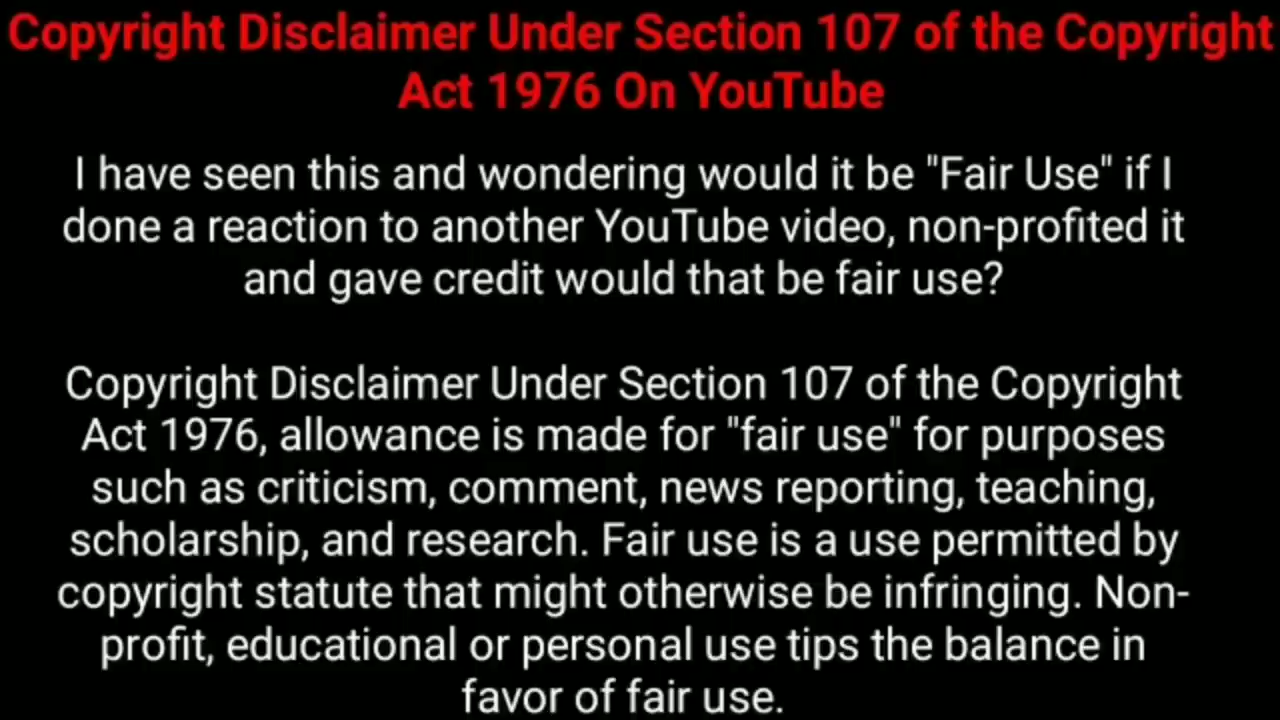 Copyright Disclaimer Under Section 107 of the Copyright
Act 1976 On YouTube
I have seen this and wondering would it be "Fair Use" if I
done a reaction to another YouTube video, non-profited it
and gave credit would that be fair use?
Copyright Disclaimer Under Section 107 of the Copyright
Act 1976, allowance is made for "fair use" for purposes
such as criticism, comment, news reporting, teaching,
scholarship, and research. Fair use is a use permitted by
copyright statute that might otherwise be infringing. Non-
profit, educational or personal use tips the balance in
favor of fair use.